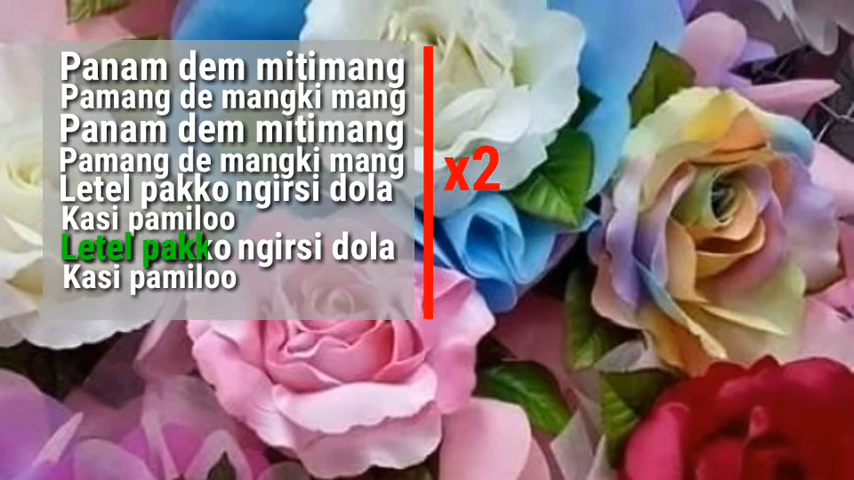 Panam dem mitimang
Pamang de mangki mang
Panam dem mitimang
Pamang de mangki mang
Letel pakko ngirsi dola
Kasi pamiloo
Letel pakko ngirsi dola
Kasi pamiloo
x2